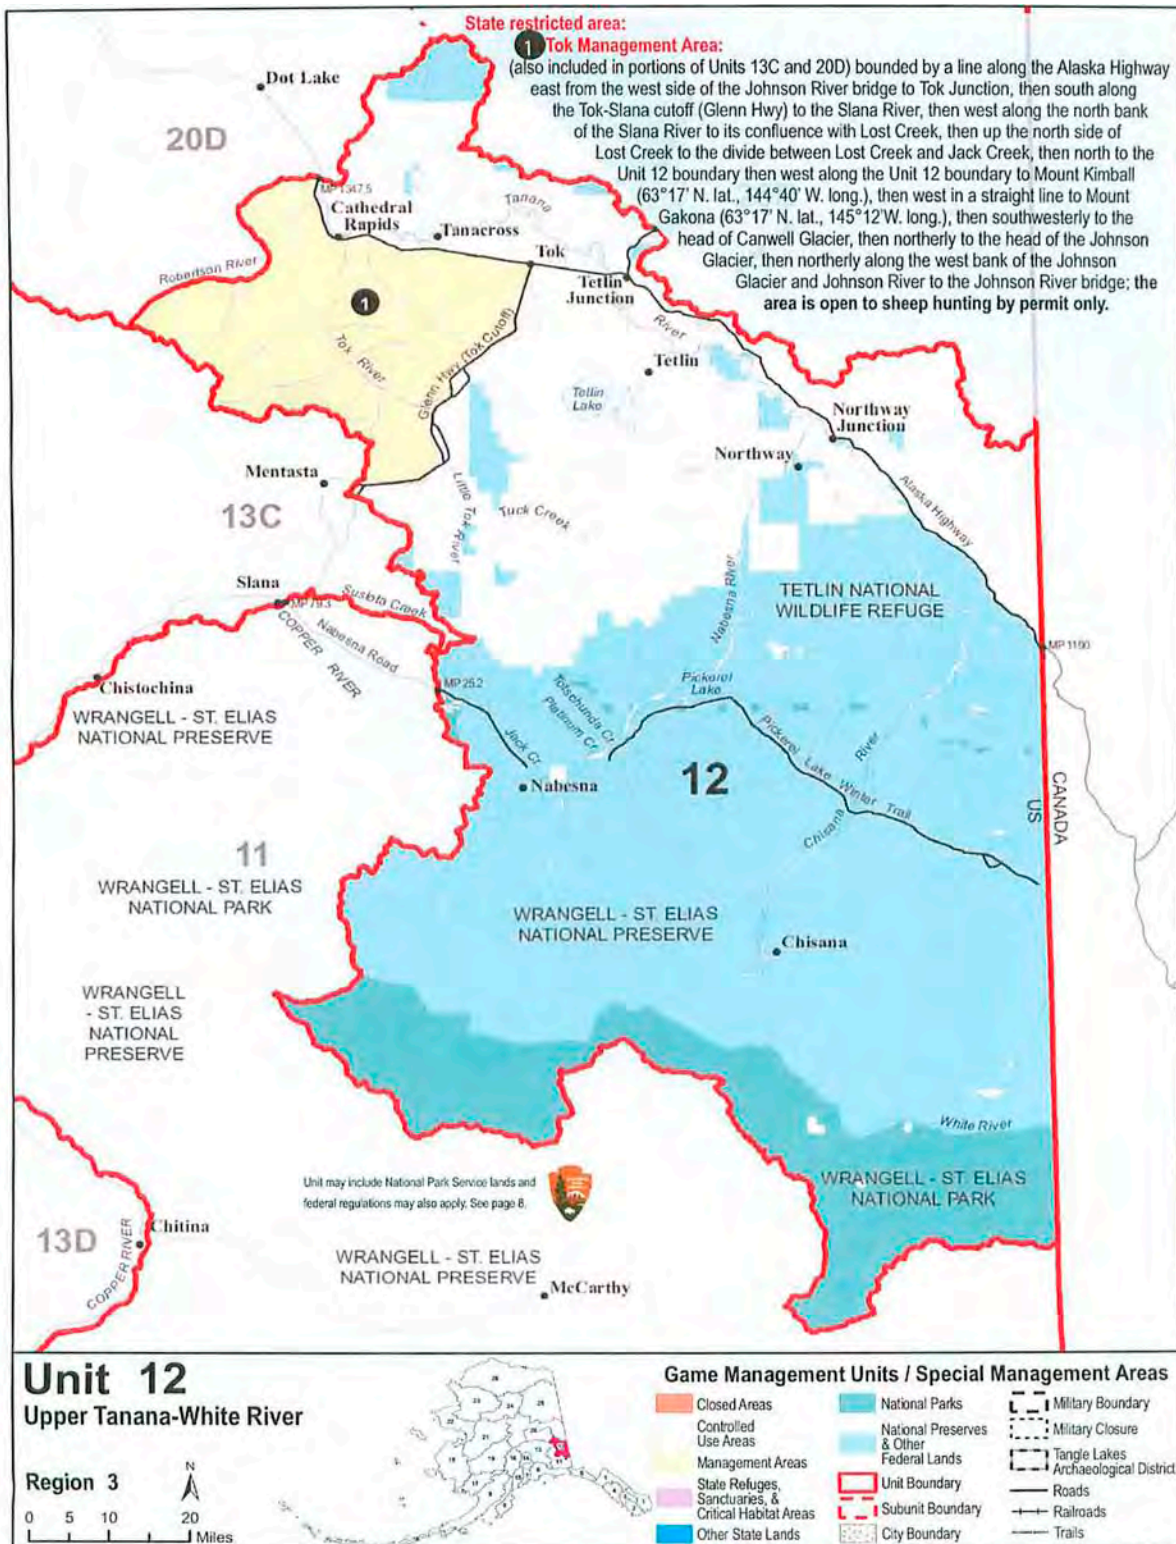 State restricted area:
1 Tok Management Area:
(also included in portions of Units 13C and 20D) bounded by a line along the Alaska Highway
east from the west side of the Johnson River bridge to Tok Junction, then south along
the Tok-Slana cutoff (Glenn Hwy) to the Slana River, then west along the north bank
of the Slana River to its confluence with Lost Creek, then up the north side of
Lost Creek to the divide between Lost Creek and Jack Creek, then north to the
Unit 12 boundary then west along the Unit 12 boundary to Mount Kimball
(63°17' N. lat., 144°40' W. long.), then west in a straight line to Mount
Gakona (63°17' N. lat., 145°12'W. long.), then southwesterly to the
head of Canwell Glacier, then northerly to the head of the Johnson
Glacier, then northerly along the west bank of the Johnson
Glacier and Johnson River to the Johnson River bridge; the
area is open to sheep hunting by permit only.
Dot Lake
20D
MP 1347.5
Cathedral
Rapids
Tanana
Tanacross
Tok
Robertson River
Tetlin
Junction
1
River
Tok River
Glenn Hwy (Tok Cutoff)
Tetlin
Tetlin
Lake
Northway
Junction
Northway
Mentasta
Alaska Highway
13C
Little Tok
River
Tuck Creek
Slana
MP 79.3
Suslota Creek
Nabesna River
TETLIN NATIONAL
WILDLIFE REFUGE
Nabesna Road
COPPER RIVER
MP 1190
Chistochina
MP 25.2
Pickerel
Lake
Totschunda Cr.
Platinum Cr.
WRANGELL - ST. ELIAS
NATIONAL PRESERVE
Jack Cr.
Pickerel Lake Winter Trail
River
Nabesna
12
CANADA
US
Chisana
11
WRANGELL - ST. ELIAS
NATIONAL PARK
WRANGELL - ST. ELIAS
NATIONAL PRESERVE
Chisana
WRANGELL
- ST. ELIAS
NATIONAL
PRESERVE
White River
Unit may include National Park Service lands and
federal regulations may also apply. See page 8.
WRANGELL - ST. ELIAS
NATIONAL PARK
13D
Chitina
COPPER RIVER
WRANGELL - ST. ELIAS
NATIONAL PRESERVE
McCarthy
Unit 12
Upper Tanana-White River
Region 3
N
0 5 10 20 Miles
Game Management Units / Special Management Areas
Closed Areas
Controlled
Use Areas
Management Areas
State Refuges,
Sanctuaries, &
Critical Habitat Areas
Other State Lands
National Parks
National Preserves
& Other
Federal Lands
Unit Boundary
Subunit Boundary
City Boundary
Military Boundary
Military Closure
Tangle Lakes
Archaeological District
Roads
Railroads
Trails